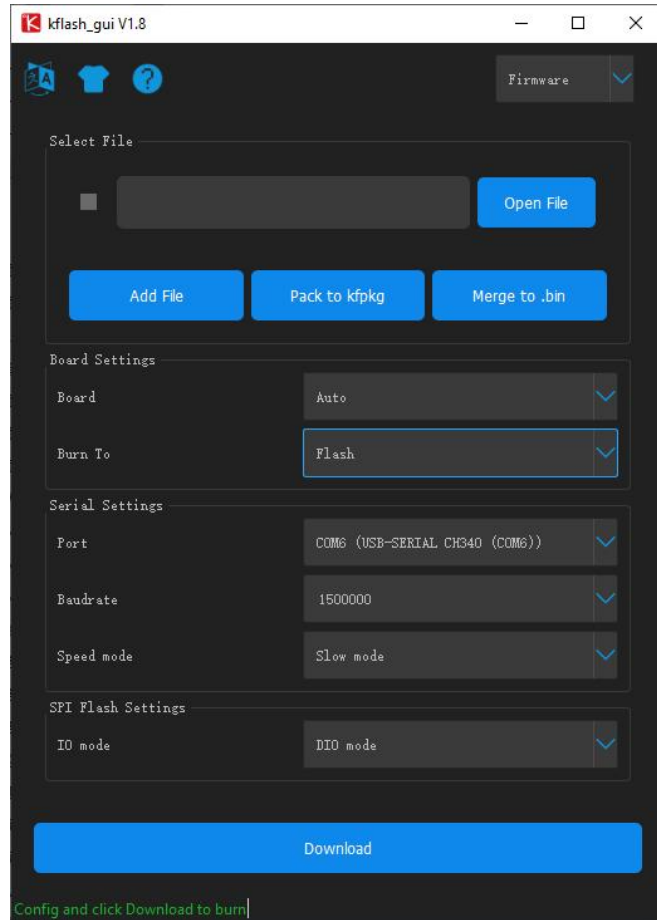 kflash_gui V1.8
Firmware
Select File
Open File
Add File Pack to kfpkg Merge to .bin
Board Settings
Board Auto
Burn To Flash
Serial Settings
Port COM6 (USB-SERIAL CH340 (COM6))
Baudrate 1500000
Speed mode Slow mode
SPI Flash Settings
IO mode DIO mode
Download
Config and click Download to burn